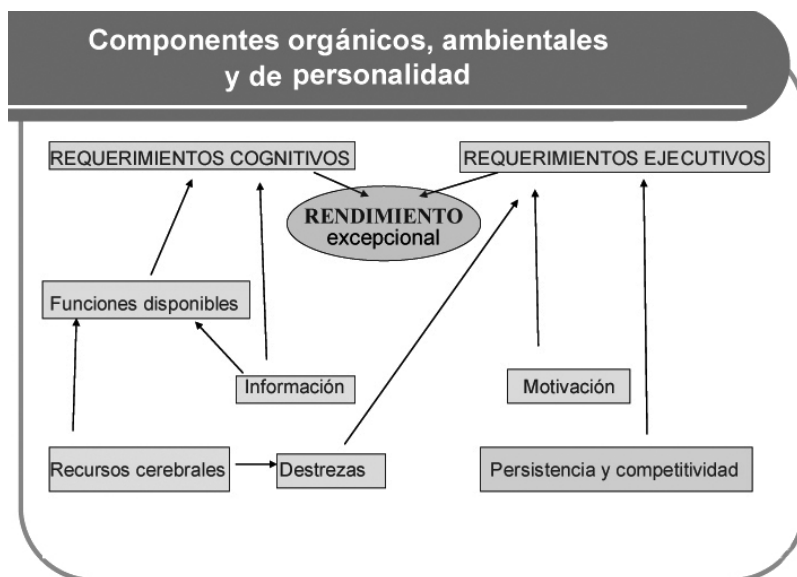 Componentes orgánicos, ambientales
y de personalidad
REQUERIMIENTOS COGNITIVOS
REQUERIMIENTOS EJECUTIVOS
RENDIMIENTO
excepcional
Funciones disponibles
Información
Motivación
Recursos cerebrales
Destrezas
Persistencia y competitividad